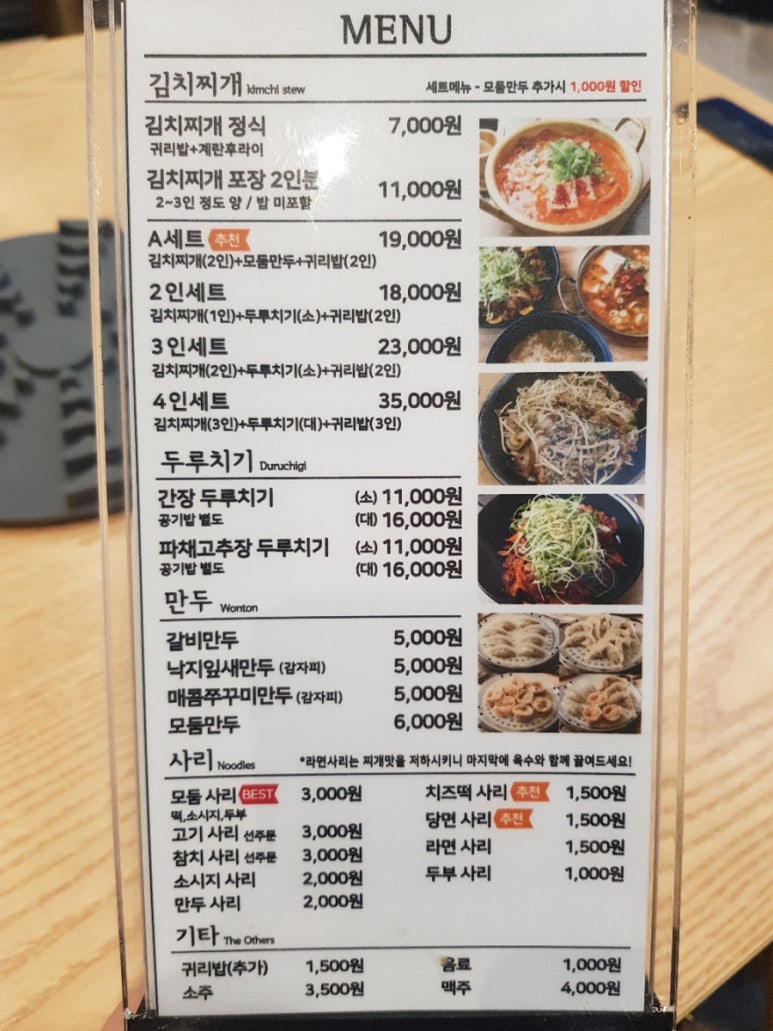 MENU
김치찌개 kimchi stew 세트메뉴 - 모둠만두 추가시 1,000원 할인
김치찌개 정식 7,000원
귀리밥+계란후라이
김치찌개 포장 2인분 11,000원
2~3인 정도 양 / 밥 미포함
A세트 추천 19,000원
김치찌개(2인)+모둠만두+귀리밥(2인)
2인세트 18,000원
김치찌개(1인)+두루치기(소)+귀리밥(2인)
3인세트 23,000원
김치찌개(2인)+두루치기(소)+귀리밥(2인)
4인세트 35,000원
김치찌개(3인)+두루치기(대)+귀리밥(3인)
두루치기 Duruchigi
간장 두루치기 (소) 11,000원
공기밥 별도 (대) 16,000원
파채고추장 두루치기 (소) 11,000원
공기밥 별도 (대) 16,000원
만두 Wonton
갈비만두 5,000원
낙지잎새만두 (감자피) 5,000원
매콤쭈꾸미만두 (감자피) 5,000원
모둠만두 6,000원
사리 Noodles *라면사리는 찌개맛을 저하시키니 마지막에 육수와 함께 끓여드세요!
모둠 사리 BEST 3,000원 치즈떡 사리 추천 1,500원
떡,소시지,두부
당면 사리 추천 1,500원
고기 사리 선주문 3,000원
라면 사리 1,500원
참치 사리 선주문 3,000원
소시지 사리 2,000원 두부 사리 1,000원
만두 사리 2,000원
기타 The Others
귀리밥(추가) 1,500원 음료 1,000원
소주 3,500원 맥주 4,000원